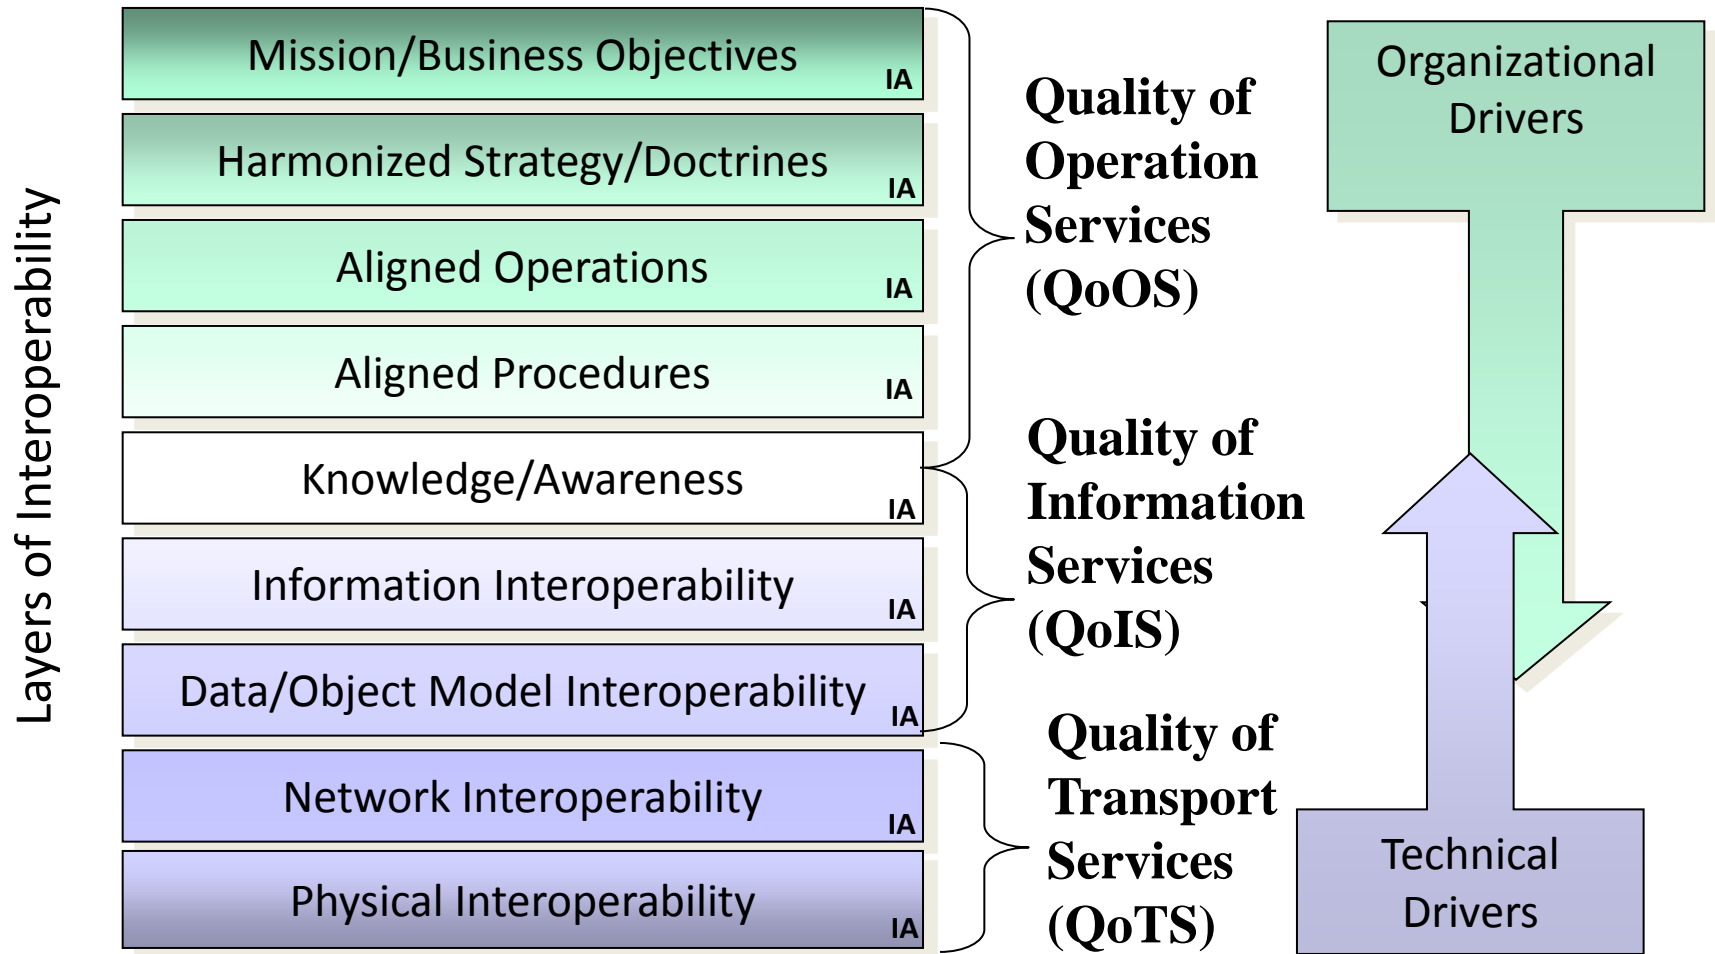 Layers of Interoperability
Mission/Business Objectives
IA
Harmonized Strategy/Doctrines
IA
Aligned Operations
IA
Aligned Procedures
IA
Knowledge/Awareness
IA
Information Interoperability
IA
Data/Object Model Interoperability
IA
Network Interoperability
IA
Physical Interoperability
IA
Quality of
Operation
Services
(QoOS)
Quality of
Information
Services
(QoIS)
Quality of
Transport
Services
(QoTS)
Organizational
Drivers
Technical
Drivers